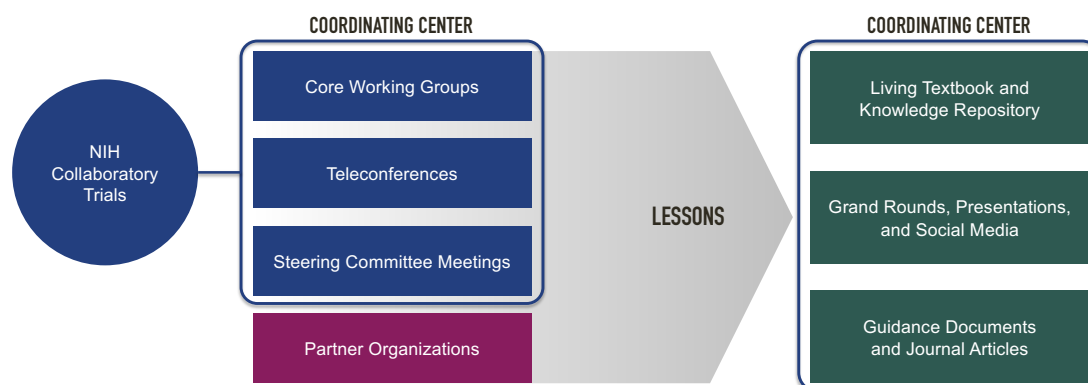 COORDINATING CENTER
COORDINATING CENTER
Core Working Groups
Living Textbook and
Knowledge Repository
NIH
Collaboratory
Trials
Teleconferences
LESSONS
Grand Rounds, Presentations,
and Social Media
Steering Committee Meetings
Partner Organizations
Guidance Documents
and Journal Articles